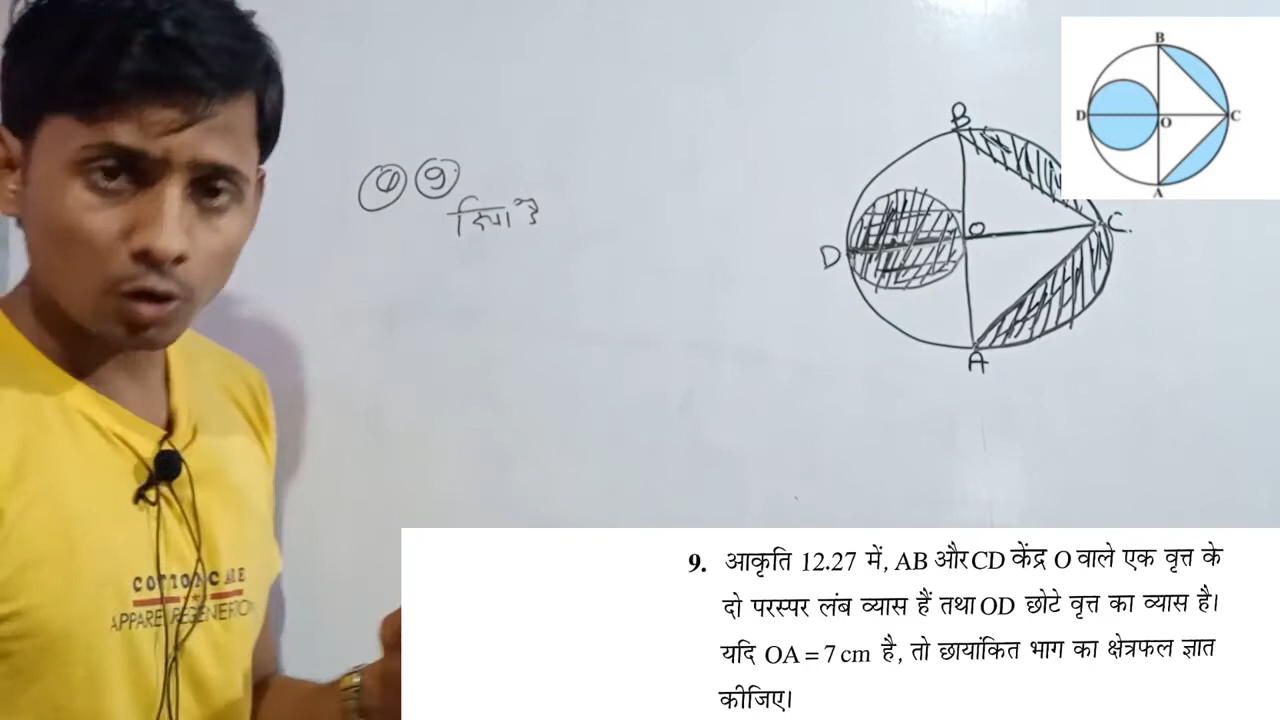 B
D
O
C
A
9
दिया है
B
O
C.
D
A
COTTON CARE
APPAREL REGENERATION
9. आकृति 12.27 में, AB और CD केंद्र O वाले एक वृत्त के
दो परस्पर लंब व्यास हैं तथा OD छोटे वृत्त का व्यास है।
यदि OA = 7 cm है, तो छायांकित भाग का क्षेत्रफल ज्ञात
कीजिए।